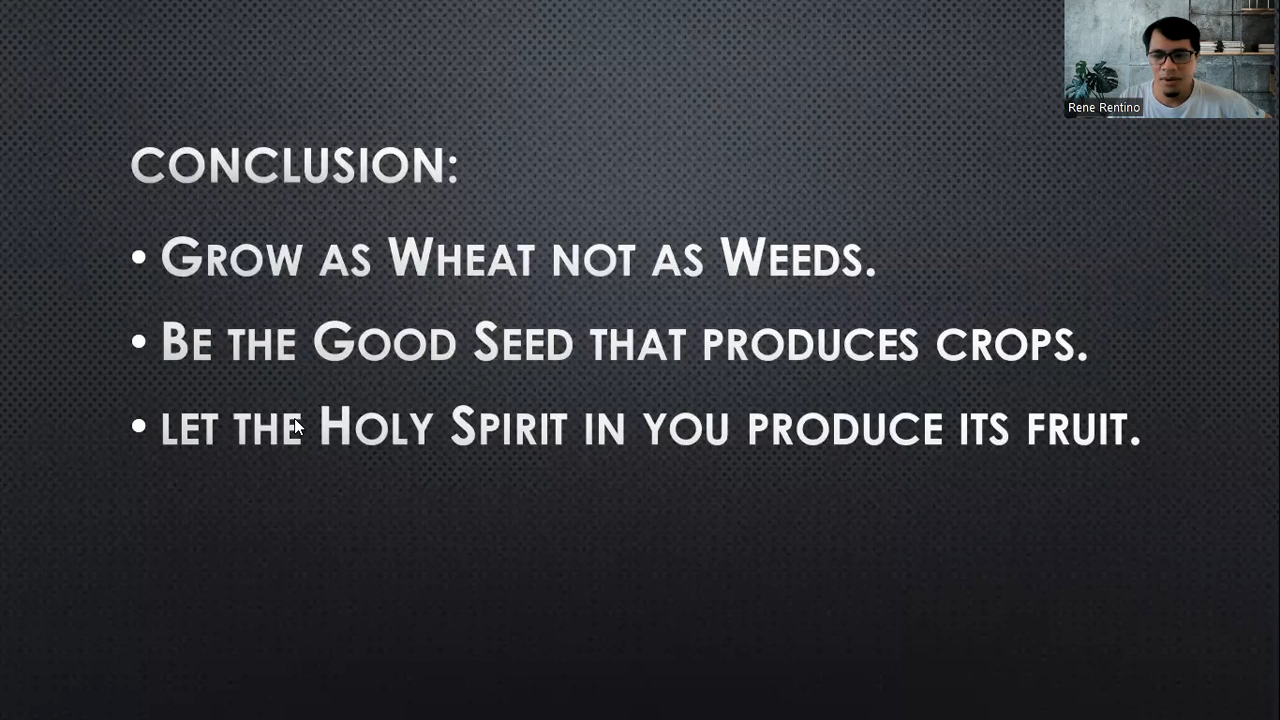 Rene Rentino
CONCLUSION:
• GROW AS WHEAT NOT AS WEEDS.
• BE THE GOOD SEED THAT PRODUCES CROPS.
• LET THE HOLY SPIRIT IN YOU PRODUCE ITS FRUIT.